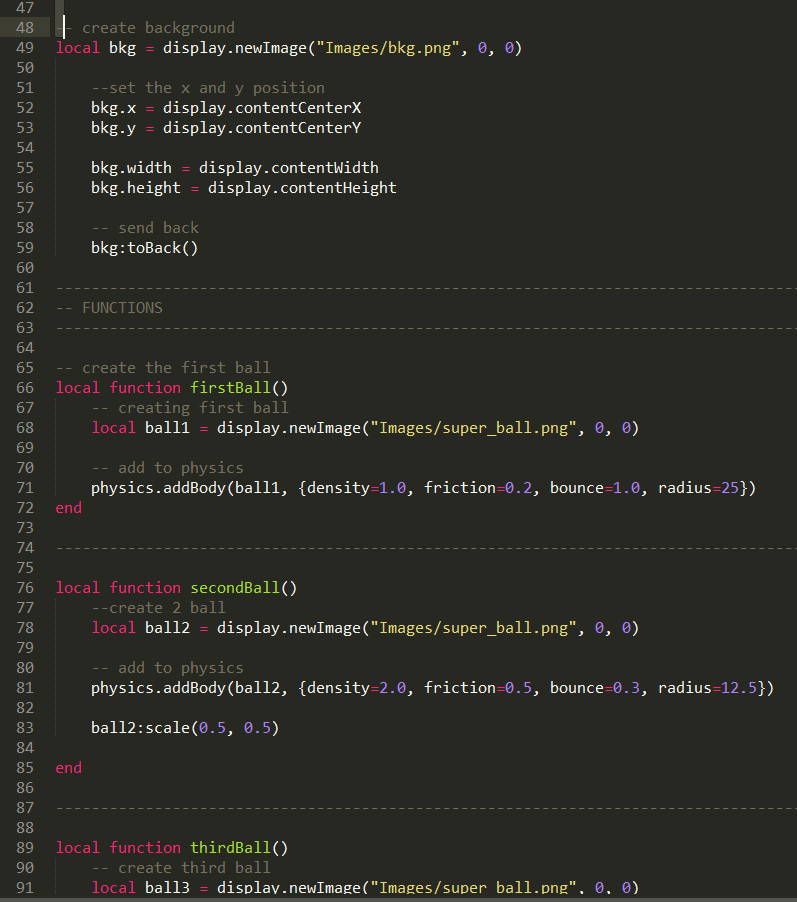 47
48 -- create background
49 local bkg = display.newImage("Images/bkg.png", 0, 0)
50
51 --set the x and y position
52 bkg.x = display.contentCenterX
53 bkg.y = display.contentCenterY
54
55 bkg.width = display.contentWidth
56 bkg.height = display.contentHeight
57
58 -- send back
59 bkg:toBack()
60
61 -----------------------------------------------------------------------------------
62 -- FUNCTIONS
63 -----------------------------------------------------------------------------------
64
65 -- create the first ball
66 local function firstBall()
67 -- creating first ball
68 local ball1 = display.newImage("Images/super_ball.png", 0, 0)
69
70 -- add to physics
71 physics.addBody(ball1, {density=1.0, friction=0.2, bounce=1.0, radius=25})
72 end
73
74 -----------------------------------------------------------------------------------
75
76 local function secondBall()
77 --create 2 ball
78 local ball2 = display.newImage("Images/super_ball.png", 0, 0)
79
80 -- add to physics
81 physics.addBody(ball2, {density=2.0, friction=0.5, bounce=0.3, radius=12.5})
82
83 ball2:scale(0.5, 0.5)
84
85 end
86
87 -----------------------------------------------------------------------------------
88
89 local function thirdBall()
90 -- create third ball
91 local ball3 = display.newImage("Images/super_ball.png", 0, 0)